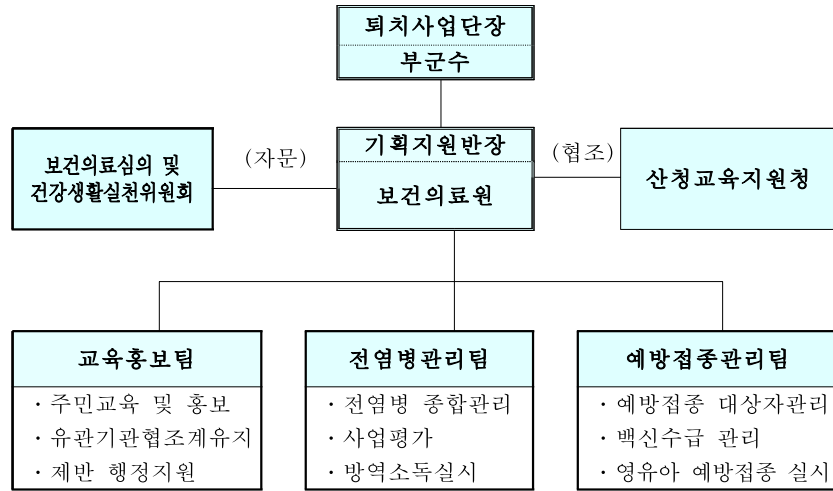 퇴치사업단장
부군수
기획지원반장
보건의료원
(자문)
(협조)
보건의료심의 및
건강생활실천위원회
산청교육지원청
교육홍보팀
· 주민교육 및 홍보
· 유관기관협조계유지
· 제반 행정지원
전염병관리팀
· 전염병 종합관리
· 사업평가
· 방역소독실시
예방접종관리팀
· 예방접종 대상자관리
· 백신수급 관리
· 영유아 예방접종 실시